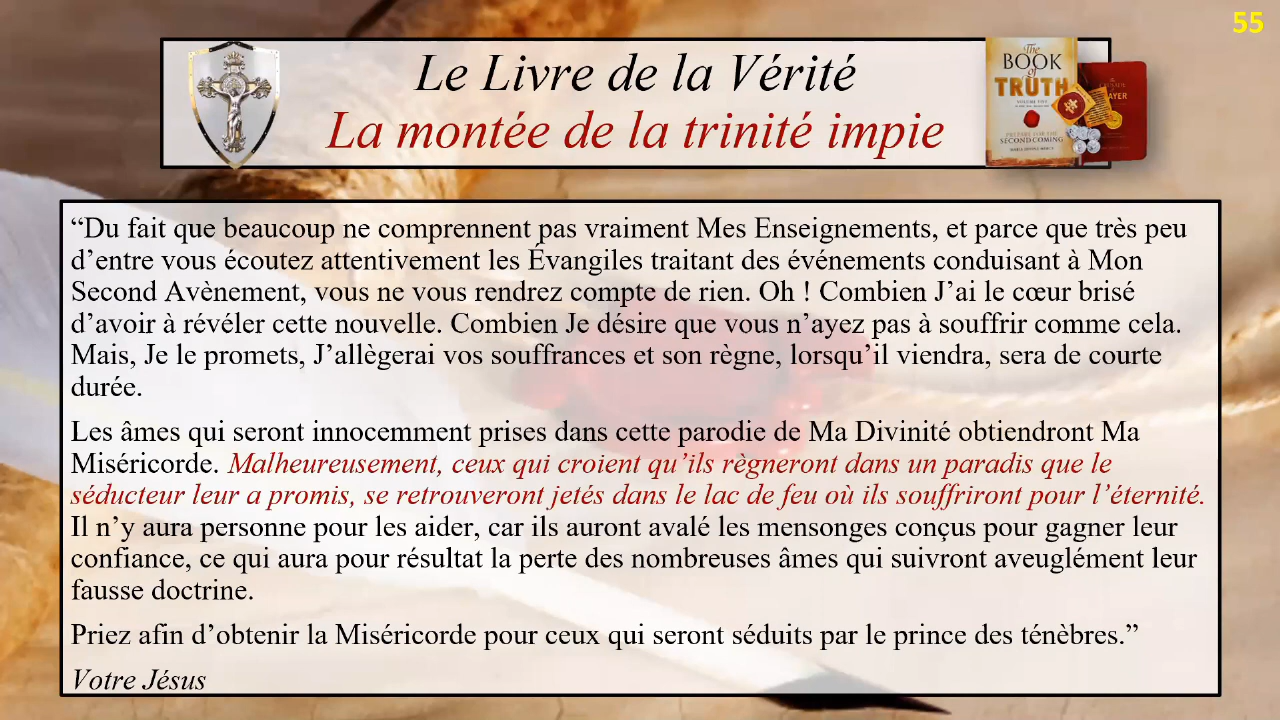 55
Le Livre de la Vérité
La montée de la trinité impie
The
BOOK
of
TRUTH
SECOND COMING
“Du fait que beaucoup ne comprennent pas vraiment Mes Enseignements, et parce que très peu
d’entre vous écoutez attentivement les Évangiles traitant des événements conduisant à Mon
Second Avènement, vous ne vous rendrez compte de rien. Oh ! Combien J’ai le cœur brisé
d’avoir à révéler cette nouvelle. Combien Je désire que vous n’ayez pas à souffrir comme cela.
Mais, Je le promets, J’allègerai vos souffrances et son règne, lorsqu’il viendra, sera de courte
durée.
Les âmes qui seront innocemment prises dans cette parodie de Ma Divinité obtiendront Ma
Miséricorde. Malheureusement, ceux qui croient qu’ils règneront dans un paradis que le
séducteur leur a promis, se retrouveront jetés dans le lac de feu où ils souffriront pour l’éternité.
Il n’y aura personne pour les aider, car ils auront avalé les mensonges conçus pour gagner leur
confiance, ce qui aura pour résultat la perte des nombreuses âmes qui suivront aveuglément leur
fausse doctrine.
Priez afin d’obtenir la Miséricorde pour ceux qui seront séduits par le prince des ténèbres.”
Votre Jésus